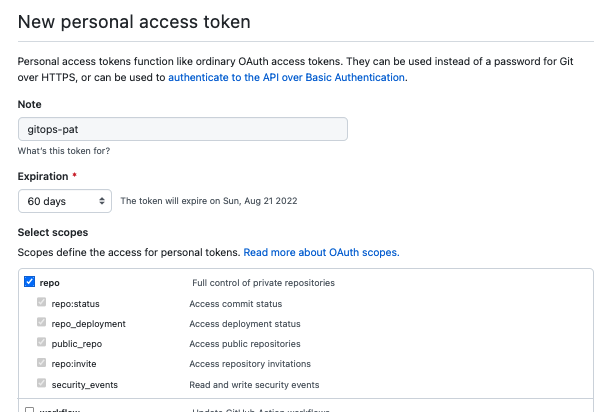 New personal access token
Personal access tokens function like ordinary OAuth access tokens. They can be used instead of a password for Git
over HTTPS, or can be used to authenticate to the API over Basic Authentication.
Note
gitops-pat
What's this token for?
Expiration *
60 days The token will expire on Sun, Aug 21 2022
Select scopes
Scopes define the access for personal tokens. Read more about OAuth scopes.
repo Full control of private repositories
repo:status Access commit status
repo_deployment Access deployment status
public_repo Access public repositories
repo:invite Access repository invitations
security_events Read and write security events
workflow Update GitHub Action workflows